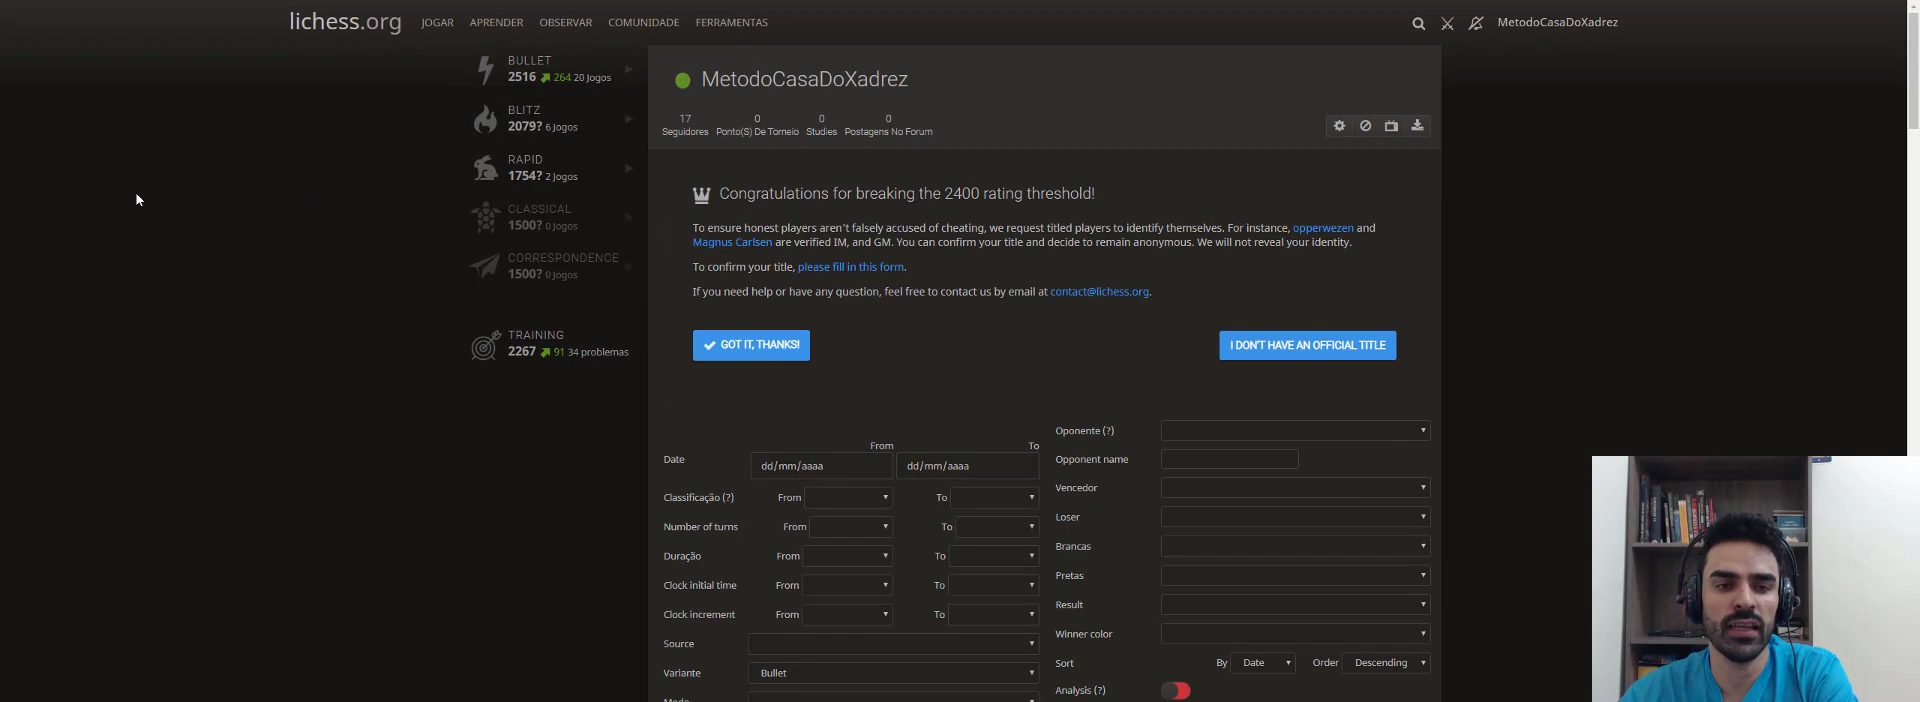 lichess.org JOGAR APRENDER OBSERVAR COMUNIDADE FERRAMENTAS MetodoCasaDoXadrez
BULLET
2516 264 20 Jogos
BLITZ
2079? 6 Jogos
RAPID
1754? 2 Jogos
CLASSICAL
1500? 0 Jogos
CORRESPONDENCE
1500? 0 Jogos
TRAINING
2267 91 34 problemas
MetodoCasaDoXadrez
17 0 0 0
Seguidores Ponto(S) De Torneio Studies Postagens No Forum
Congratulations for breaking the 2400 rating threshold!
To ensure honest players aren't falsely accused of cheating, we request titled players to identify themselves. For instance, opperwezen and
Magnus Carlsen are verified IM, and GM. You can confirm your title and decide to remain anonymous. We will not reveal your identity.
To confirm your title, please fill in this form.
If you need help or have any question, feel free to contact us by email at contact@lichess.org.
GOT IT, THANKS! I DON'T HAVE AN OFFICIAL TITLE
From To
Date dd/mm/aaaa dd/mm/aaaa
Classificação (?) From To
Number of turns From To
Duração From To
Clock initial time From To
Clock increment From To
Source
Variante Bullet
Oponente (?)
Opponent name
Vencedor
Loser
Brancas
Pretas
Result
Winner color
Sort By Date Order Descending
Analysis (?)